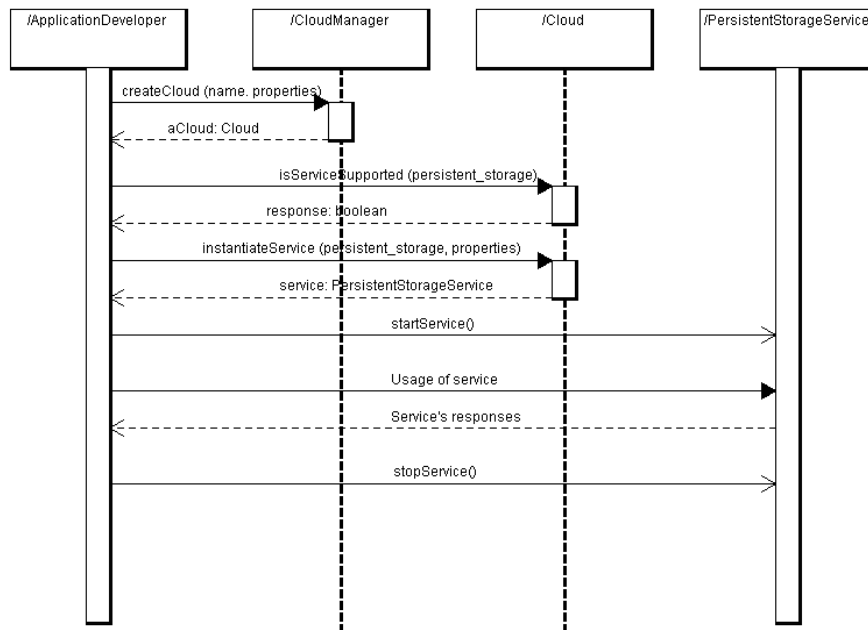 /ApplicationDeveloper
/CloudManager
/Cloud
/PersistentStorageService
createCloud (name. properties)
aCloud: Cloud
isServiceSupported (persistent_storage)
response: boolean
instantiateService (persistent_storage, properties)
service: PersistentStorageService
startService()
Usage of service
Service's responses
stopService()